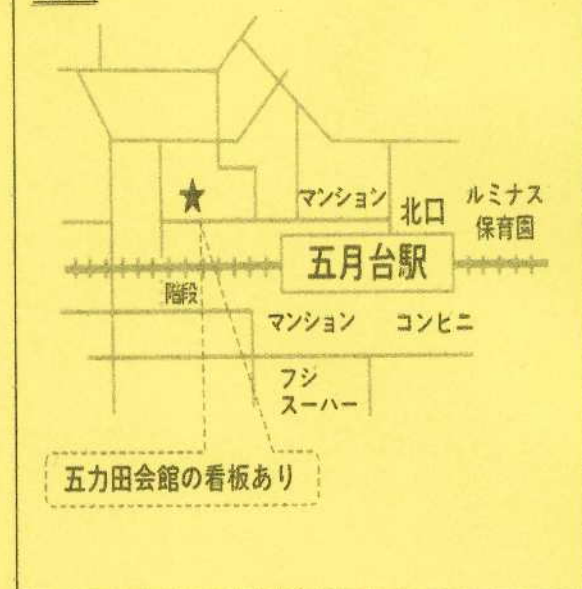 マンション
北口
ルミナス
保育園
五月台駅
階段
マンション
コンビニ
フジ
スーハー
五力田会館の看板あり